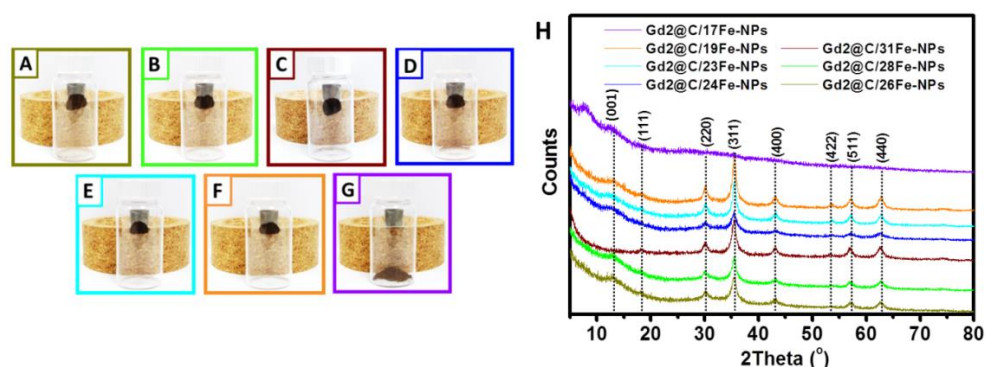 A
B
C
D
E
F
G
H
Gd2@C/17Fe-NPs
Gd2@C/19Fe-NPs
Gd2@C/23Fe-NPs
Gd2@C/24Fe-NPs
Gd2@C/31Fe-NPs
Gd2@C/28Fe-NPs
Gd2@C/26Fe-NPs
(001)
(111)
(220)
(311)
(400)
(422)
(511)
(440)
Counts
10 20 30 40 50 60 70 80
2Theta (°)